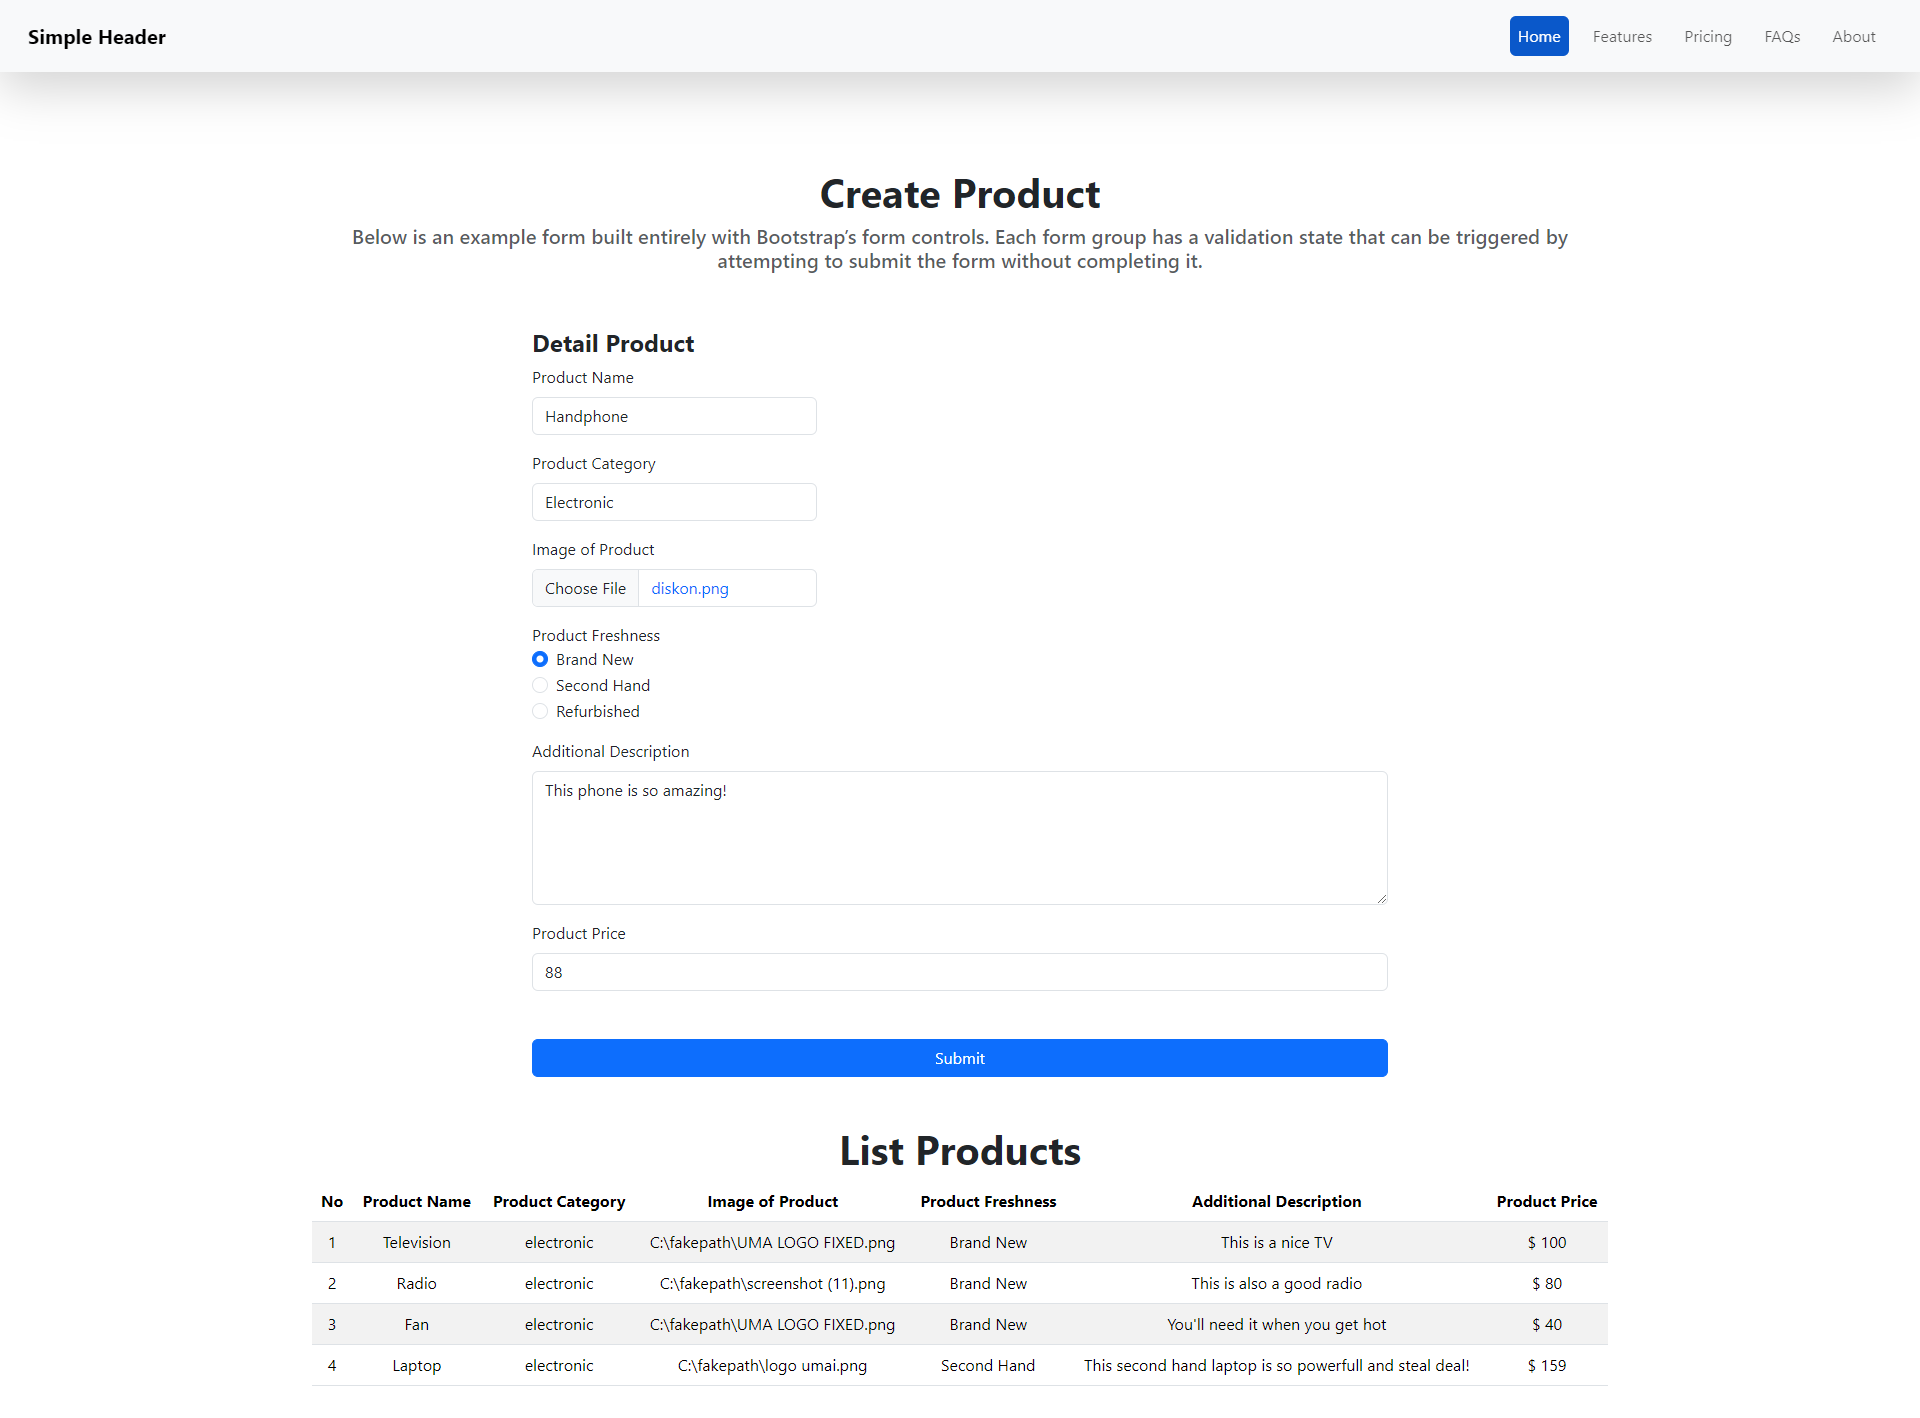 Simple Header
Home Features Pricing FAQs About
Create Product
Below is an example form built entirely with Bootstrap's form controls. Each form group has a validation state that can be triggered by
attempting to submit the form without completing it.
Detail Product
Product Name
Handphone
Product Category
Electronic
Image of Product
Choose File diskon.png
Product Freshness
Brand New
Second Hand
Refurbished
Additional Description
This phone is so amazing!
Product Price
88
Submit
List Products
No Product Name Product Category Image of Product Product Freshness Additional Description Product Price
1 Television electronic C:\fakepath\UMA LOGO FIXED.png Brand New This is a nice TV $ 100
2 Radio electronic C:\fakepath\screenshot (11).png Brand New This is also a good radio $ 80
3 Fan electronic C:\fakepath\UMA LOGO FIXED.png Brand New You'll need it when you get hot $ 40
4 Laptop electronic C:\fakepath\logo umai.png Second Hand This second hand laptop is so powerfull and steal deal! $ 159